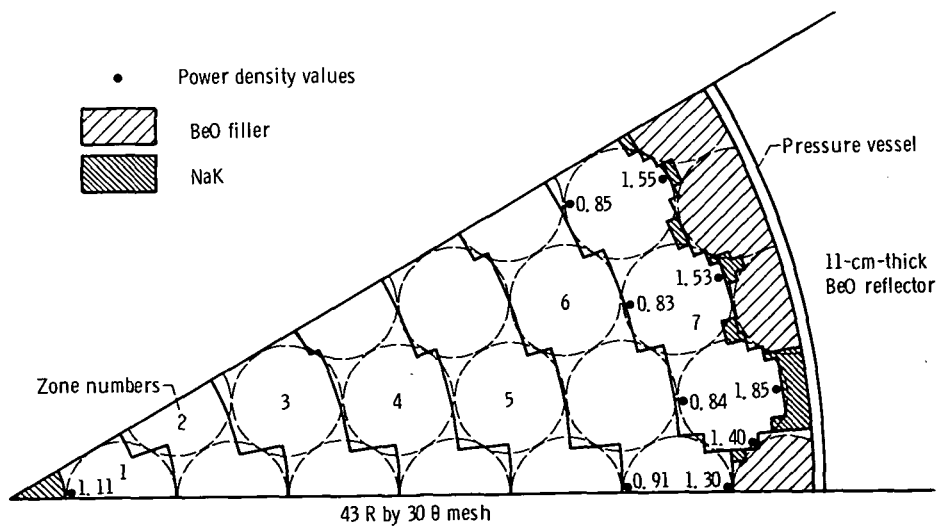 Power density values
BeO filler
NaK
Pressure vessel
1.55
0.85
11-cm-thick
BeO reflector
1.53
6
0.83
7
Zone numbers
2
3
4
5
0.84
1.85
1.40
1
1.11
0.91
1.30
43 R by 30 θ mesh